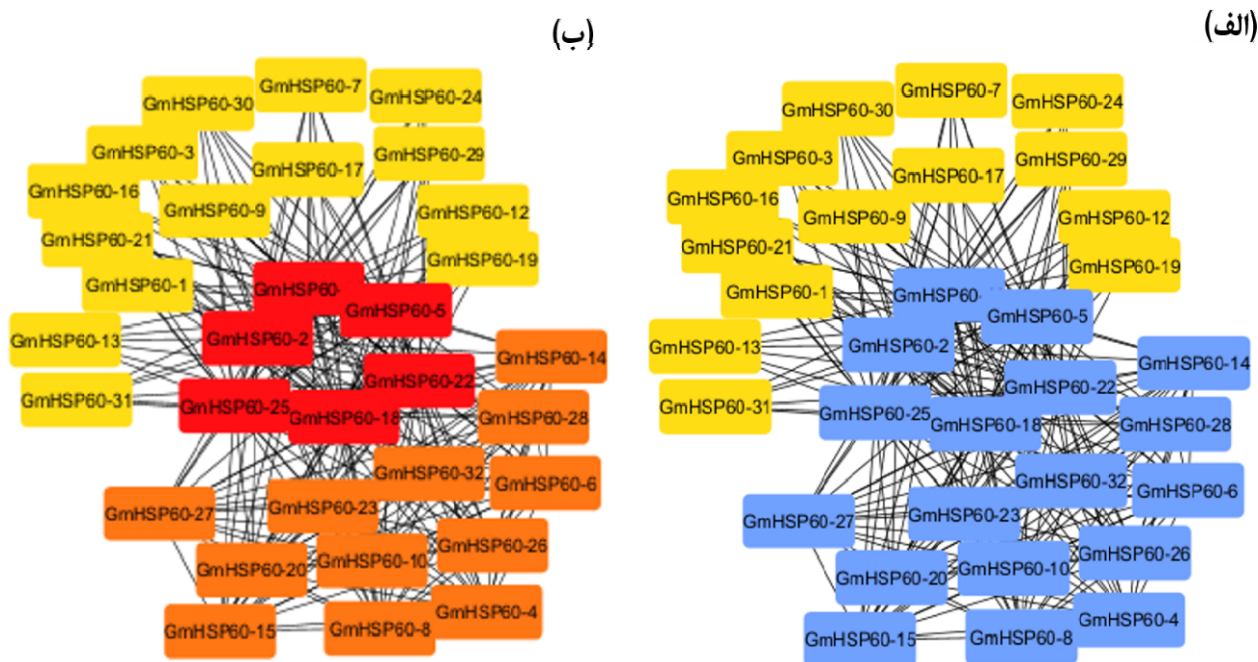 (ب)
GmHSP60-7
GmHSP60-24
GmHSP60-30
GmHSP60-3
GmHSP60-29
GmHSP60-17
GmHSP60-16
GmHSP60-9
GmHSP60-12
GmHSP60-21
GmHSP60-19
GmHSP60-1
GmHSP60-
GmHSP60-5
GmHSP60-2
GmHSP60-13
GmHSP60-14
GmHSP60-22
GmHSP60-31
GmHSP60-25
GmHSP60-18
GmHSP60-28
GmHSP60-32
GmHSP60-6
GmHSP60-27
GmHSP60-23
GmHSP60-26
GmHSP60-20
GmHSP60-10
GmHSP60-4
GmHSP60-15
GmHSP60-8
(الف)
GmHSP60-7
GmHSP60-24
GmHSP60-30
GmHSP60-3
GmHSP60-29
GmHSP60-17
GmHSP60-16
GmHSP60-9
GmHSP60-12
GmHSP60-21
GmHSP60-19
GmHSP60-1
GmHSP60-
GmHSP60-5
GmHSP60-2
GmHSP60-13
GmHSP60-14
GmHSP60-22
GmHSP60-31
GmHSP60-25
GmHSP60-18
GmHSP60-28
GmHSP60-32
GmHSP60-6
GmHSP60-27
GmHSP60-23
GmHSP60-26
GmHSP60-20
GmHSP60-10
GmHSP60-4
GmHSP60-15
GmHSP60-8